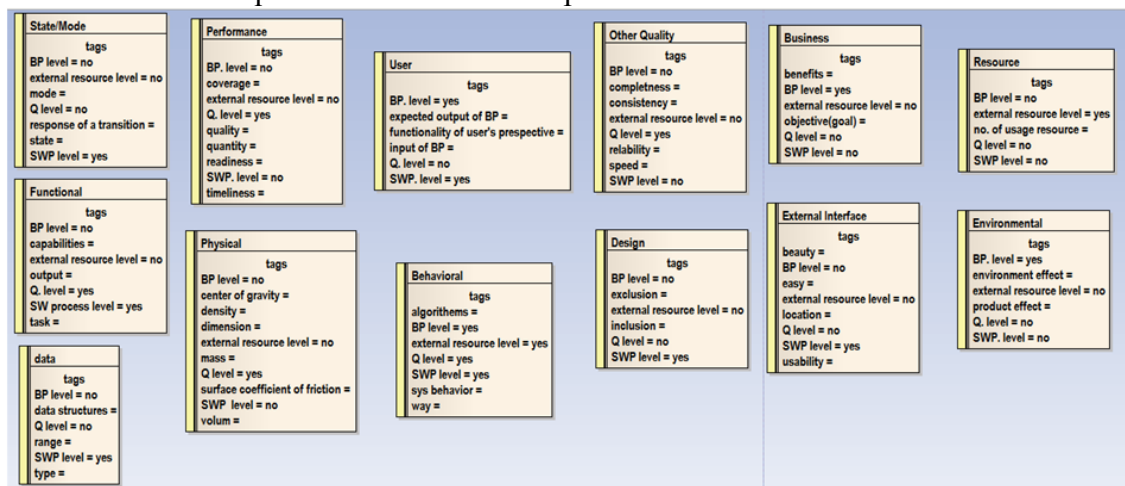 State/Mode
tags
BP level = no
external resource level = no
mode =
Q level = no
response of a transition =
state =
SWP level = yes
Performance
tags
BP. level = no
coverage =
external resource level = no
Q. level = yes
quality =
quantity =
readiness =
SWP. level = no
timeliness =
User
tags
BP. level = yes
expected output of BP =
functionality of user's prespective =
input of BP =
Q. level = no
SWP. level = yes
Other Quality
tags
BP level = no
completness =
consistency =
external resource level = no
Q level = yes
relability =
speed =
SWP level = no
Business
tags
benefits =
BP level = yes
external resource level = no
objective(goal) =
Q level = no
SWP level = no
Resource
tags
BP level = no
external resource level = yes
no. of usage resource =
Q level = no
SWP level = no
Functional
tags
BP level = no
capabilities =
external resource level = no
output =
Q. level = yes
SW process level = yes
task =
Physical
tags
BP level = no
center of gravity =
density =
dimension =
external resource level = no
mass =
Q level = yes
surface coefficient of friction =
SWP  level = no
volum =
Behavioral
tags
algorithems =
BP level = yes
external resource level = yes
Q level = yes
SWP level = yes
sys behavior =
way =
Design
tags
BP level = no
exclusion =
external resource level = no
inclusion =
Q level = no
SWP level = yes
External Interface
tags
beauty =
BP level = no
easy =
external resource level = no
location =
Q level = no
SWP level = yes
usability =
Environmental
tags
BP. level = yes
environment effect =
external resource level = no
product effect =
Q. level = no
SWP. level = no
data
tags
BP level = no
data structures =
Q level = no
range =
SWP level = yes
type =